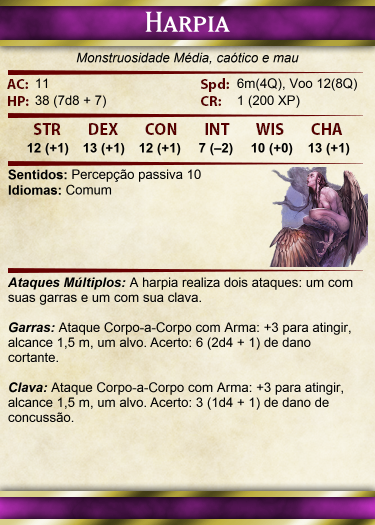 HARPIA
Monstruosidade Média, caótico e mau
AC: 11 Spd: 6m(4Q), Voo 12(8Q)
HP: 38 (7d8 + 7) CR: 1 (200 XP)
STR DEX CON INT WIS CHA
12 (+1) 13 (+1) 12 (+1) 7 (–2) 10 (+0) 13 (+1)
Sentidos: Percepção passiva 10
Idiomas: Comum
Ataques Múltiplos: A harpia realiza dois ataques: um com
suas garras e um com sua clava.
Garras: Ataque Corpo-a-Corpo com Arma: +3 para atingir,
alcance 1,5 m, um alvo. Acerto: 6 (2d4 + 1) de dano
cortante.
Clava: Ataque Corpo-a-Corpo com Arma: +3 para atingir,
alcance 1,5 m, um alvo. Acerto: 3 (1d4 + 1) de dano de
concussão.